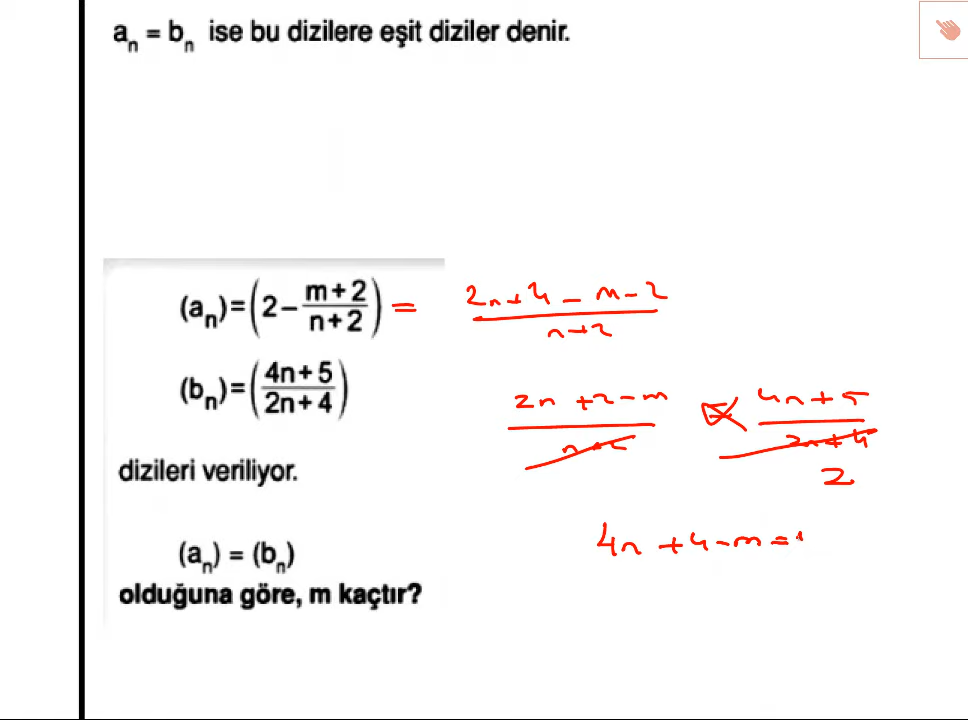 aₙ = bₙ ise bu dizilere eşit diziler denir.
(aₙ)=(2 − (m+2)/(n+2)) = (2n+4−m−2)/(n+2)
(bₙ)=((4n+5)/(2n+4))
(2n+2−m)/(n+2) = (4n+5)/(2n+4)
2
dizileri veriliyor.
4n+4−m=
(aₙ) = (bₙ)
olduğuna göre, m kaçtır?